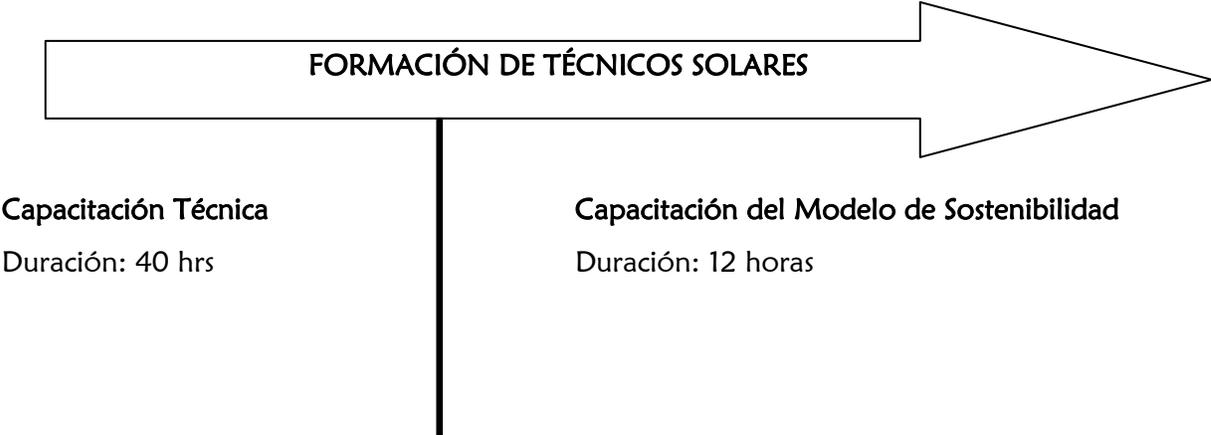 FORMACIÓN DE TÉCNICOS SOLARES
Capacitación Técnica
Duración: 40 hrs
Capacitación del Modelo de Sostenibilidad
Duración: 12 horas